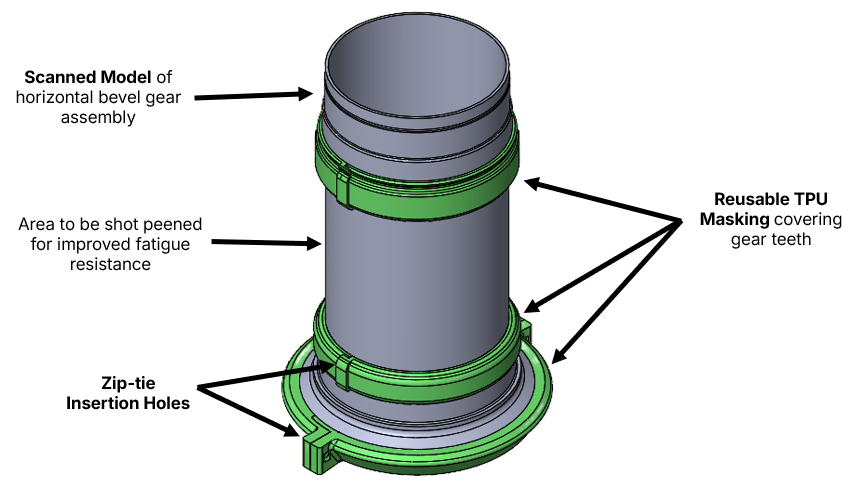 Scanned Model of
horizontal bevel gear
assembly
Area to be shot peened
for improved fatigue
resistance
Reusable TPU
Masking covering
gear teeth
Zip-tie
Insertion Holes